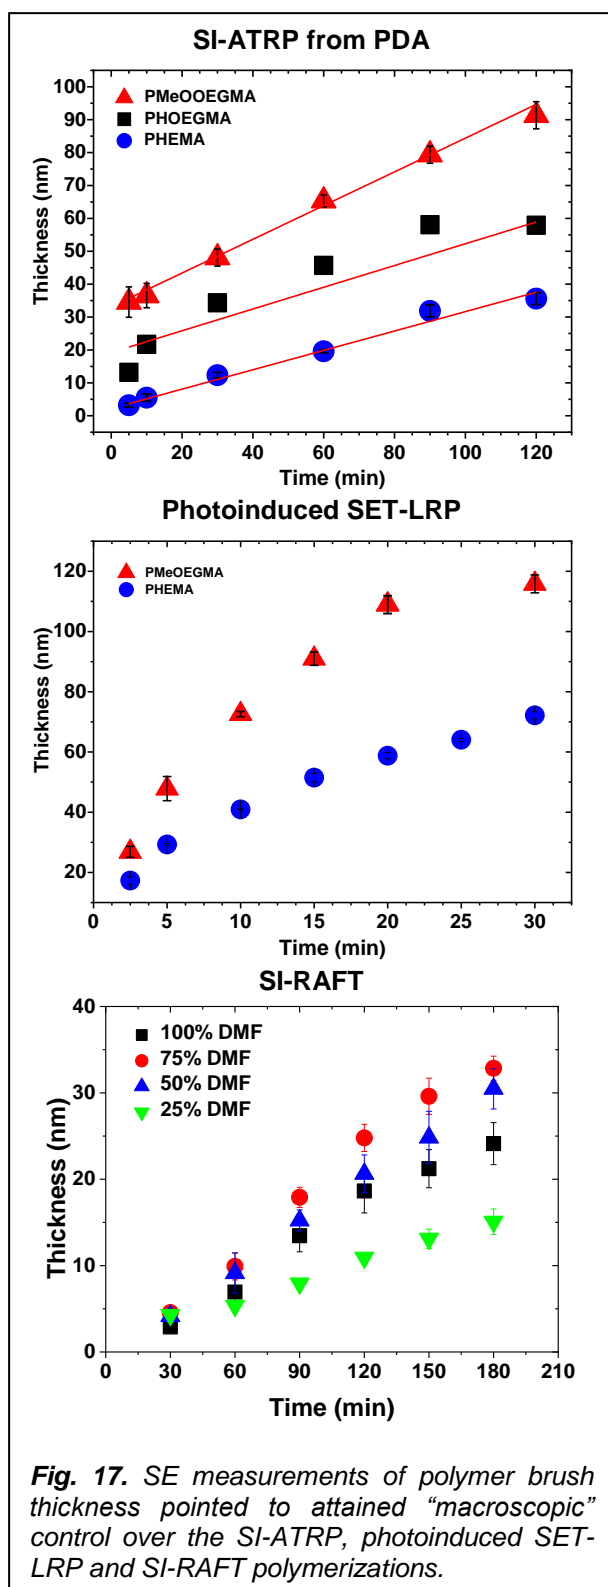 SI-ATRP from PDA
PMeOOEGMA
PHOEGMA
PHEMA
Thickness (nm)
100
90
80
70
60
50
40
30
20
10
0
0 20 40 60 80 100 120
Time (min)
Photoinduced SET-LRP
PMeOEGMA
PHEMA
Thickness (nm)
120
100
80
60
40
20
0 5 10 15 20 25 30
Time (min)
SI-RAFT
100% DMF
75% DMF
50% DMF
25% DMF
Thickness (nm)
40
30
20
10
0
0 30 60 90 120 150 180 210
Time (min)
Fig. 17. SE measurements of polymer brush
thickness pointed to attained “macroscopic”
control over the SI-ATRP, photoinduced SET-
LRP and SI-RAFT polymerizations.